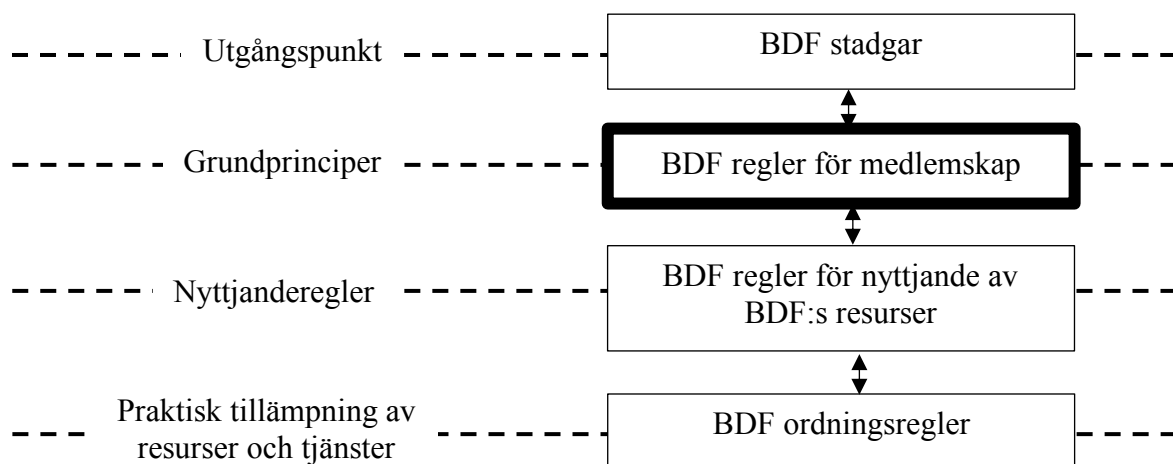 Utgångspunkt
BDF stadgar
Grundprinciper
BDF regler för medlemskap
Nyttjanderegler
BDF regler för nyttjande av
BDF:s resurser
Praktisk tillämpning av
resurser och tjänster
BDF ordningsregler